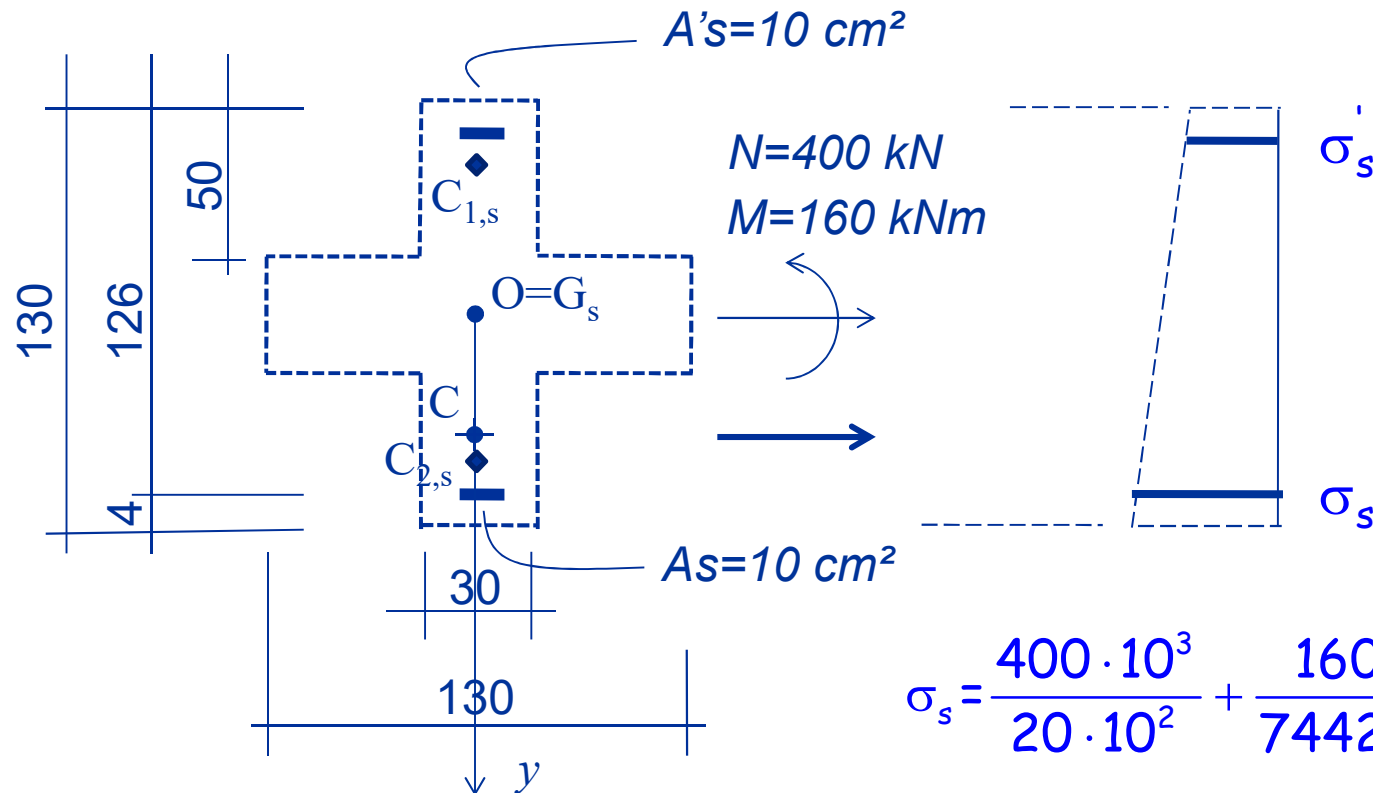 A's=10 cm²
N=400 kN
M=160 kNm
σ's
50
C1,s
O=Gs
130
126
C
C2,s
4
σs
As=10 cm²
30
130
y
σs = 400 · 10³ / 20 · 10² + 160 / 7442